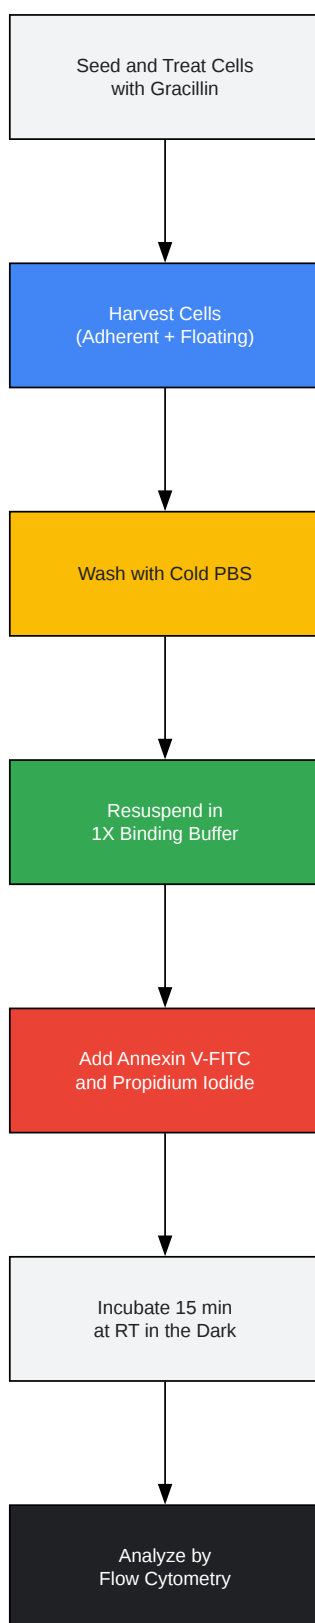 Seed and Treat Cells
with Gracillin
Harvest Cells
(Adherent + Floating)
Wash with Cold PBS
Resuspend in
1X Binding Buffer
Add Annexin V-FITC
and Propidium Iodide
Incubate 15 min
at RT in the Dark
Analyze by
Flow Cytometry